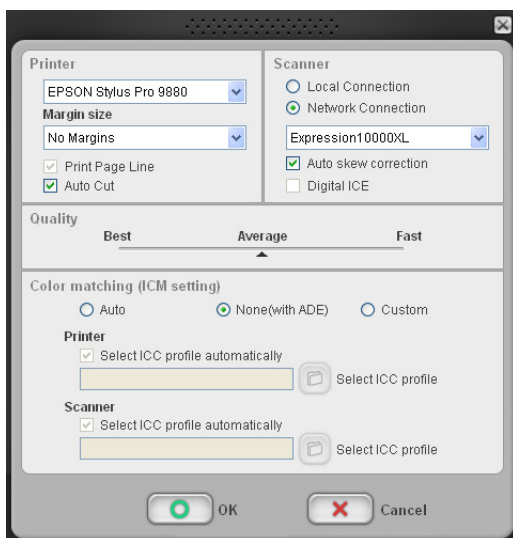 Printer
EPSON Stylus Pro 9880
Margin size
No Margins
Print Page Line
Auto Cut
Scanner
Local Connection
Network Connection
Expression10000XL
Auto skew correction
Digital ICE
Quality
Best Average Fast
Color matching (ICM setting)
Auto None(with ADE) Custom
Printer
Select ICC profile automatically
Select ICC profile
Scanner
Select ICC profile automatically
Select ICC profile
OK Cancel